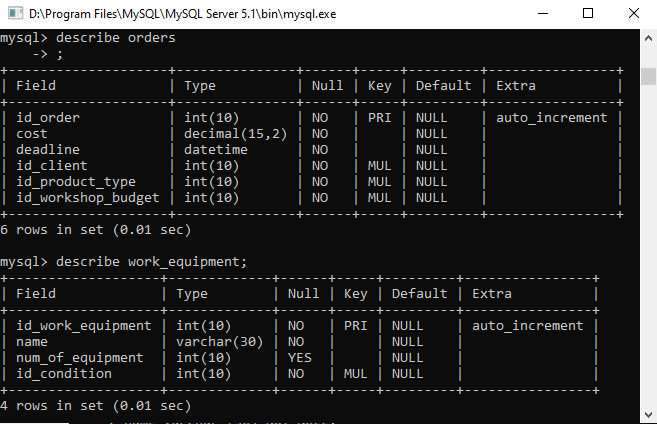 D:\Program Files\MySQL\MySQL Server 5.1\bin\mysql.exe
mysql> describe orders
    -> ;
+--------------------+---------------+------+-----+---------+----------------+
| Field              | Type          | Null | Key | Default | Extra          |
+--------------------+---------------+------+-----+---------+----------------+
| id_order           | int(10)       | NO   | PRI | NULL    | auto_increment |
| cost               | decimal(15,2) | NO   |     | NULL    |                |
| deadline           | datetime      | NO   |     | NULL    |                |
| id_client          | int(10)       | NO   | MUL | NULL    |                |
| id_product_type    | int(10)       | NO   | MUL | NULL    |                |
| id_workshop_budget | int(10)       | NO   | MUL | NULL    |                |
+--------------------+---------------+------+-----+---------+----------------+
6 rows in set (0.01 sec)
mysql> describe work_equipment;
+-------------------+-------------+------+-----+---------+----------------+
| Field             | Type        | Null | Key | Default | Extra          |
+-------------------+-------------+------+-----+---------+----------------+
| id_work_equipment | int(10)     | NO   | PRI | NULL    | auto_increment |
| name              | varchar(30) | NO   |     | NULL    |                |
| num_of_equipment  | int(10)     | YES  |     | NULL    |                |
| id_condition      | int(10)     | NO   | MUL | NULL    |                |
+-------------------+-------------+------+-----+---------+----------------+
4 rows in set (0.01 sec)